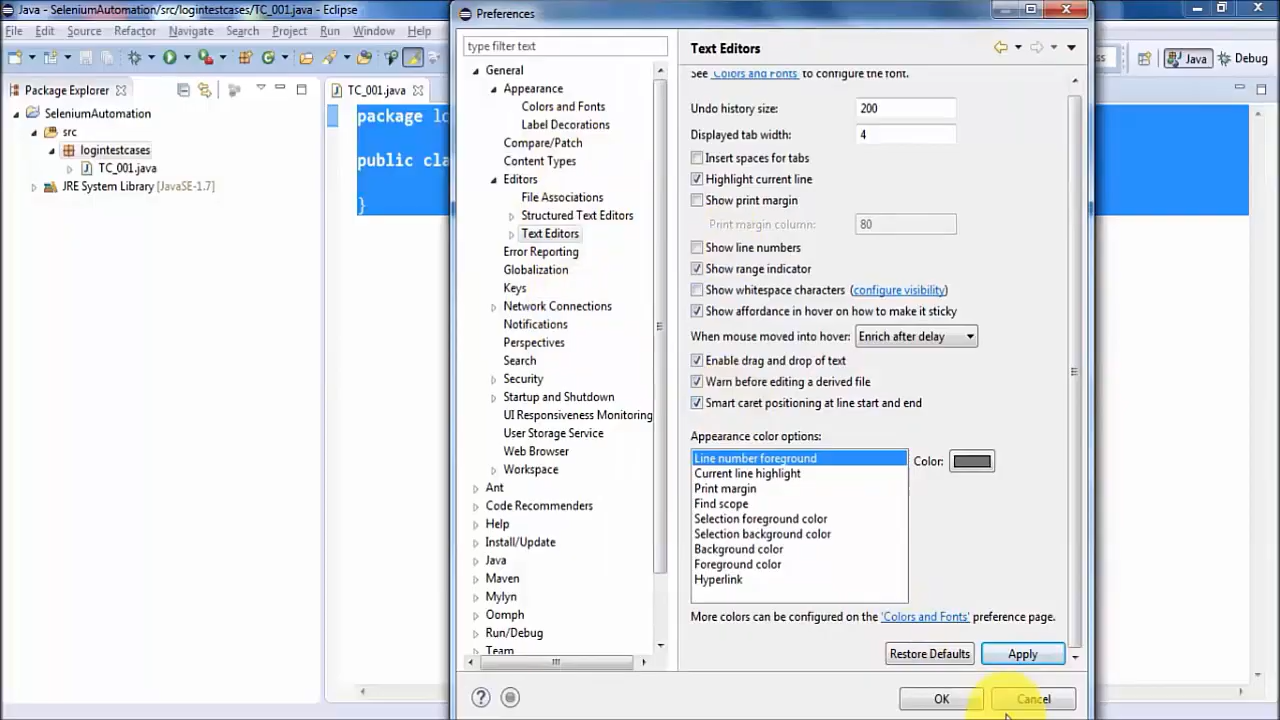 Java - SeleniumAutomation/src/logintestcases/TC_001.java - Eclipse
File Edit Source Refactor Navigate Search Project Run Window Help
Java
Debug
Package Explorer
SeleniumAutomation
src
logintestcases
TC_001.java
JRE System Library [JavaSE-1.7]
TC_001.java
package lo
public cla
}
Preferences
type filter text
General
Appearance
Colors and Fonts
Label Decorations
Compare/Patch
Content Types
Editors
File Associations
Structured Text Editors
Text Editors
Error Reporting
Globalization
Keys
Network Connections
Notifications
Perspectives
Search
Security
Startup and Shutdown
UI Responsiveness Monitoring
User Storage Service
Web Browser
Workspace
Ant
Code Recommenders
Help
Install/Update
Java
Maven
Mylyn
Oomph
Run/Debug
Team
Text Editors
See 'Colors and Fonts' to configure the font.
Undo history size: 200
Displayed tab width: 4
Insert spaces for tabs
Highlight current line
Show print margin
Print margin column: 80
Show line numbers
Show range indicator
Show whitespace characters (configure visibility)
Show affordance in hover on how to make it sticky
When mouse moved into hover: Enrich after delay
Enable drag and drop of text
Warn before editing a derived file
Smart caret positioning at line start and end
Appearance color options:
Line number foreground
Current line highlight
Print margin
Find scope
Selection foreground color
Selection background color
Background color
Foreground color
Hyperlink
Color:
More colors can be configured on the 'Colors and Fonts' preference page.
Restore Defaults Apply
OK Cancel